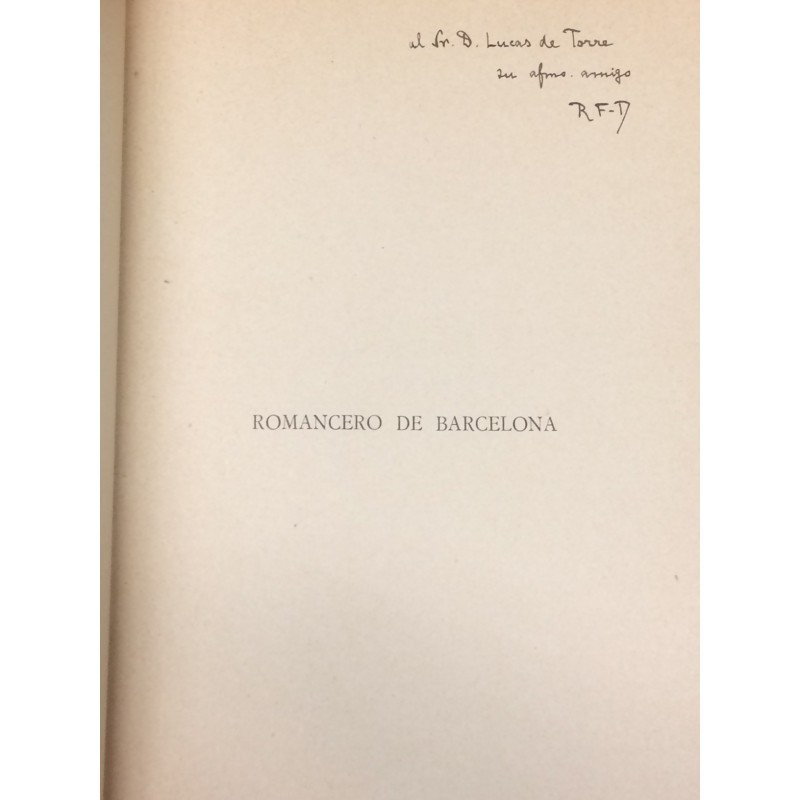 al Sr. D. Lucas de Torre
su afmo. amigo
R F-D
ROMANCERO DE BARCELONA